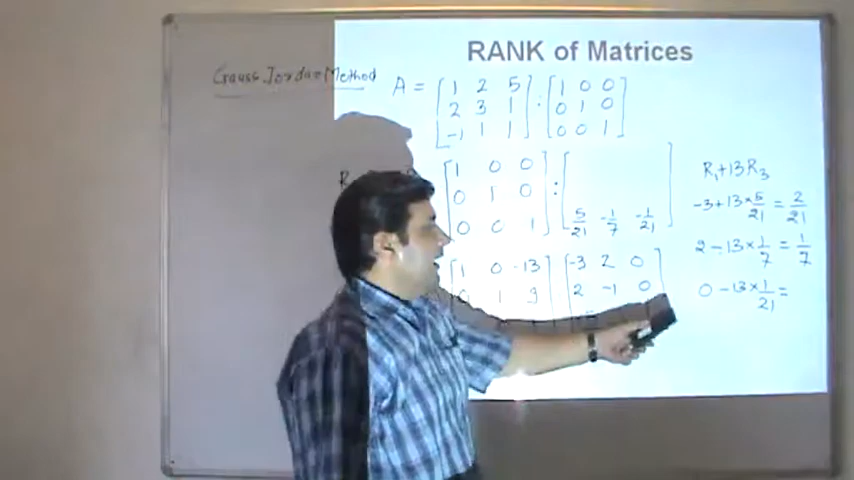 RANK of Matrices
Gauss Jordan Method
A = [ 1 2 5 ] : [ 1 0 0 ]
[ 2 3 1 ] [ 0 1 0 ]
[ -1 1 1 ] [ 0 0 1 ]
R
[ 1 0 0 ] : [ ]
[ 0 1 0 ]
[ 0 0 1 ] [ 5/21 -1/7 -1/21 ]
[ 1 0 -13 ] [ -3 2 0 ]
0 1 9 [ 2 -1 0 ]
R₁+13R₃
-3+13×5/21 = 2/21
2-13×1/7 = 1/7
0-13×1/21 =